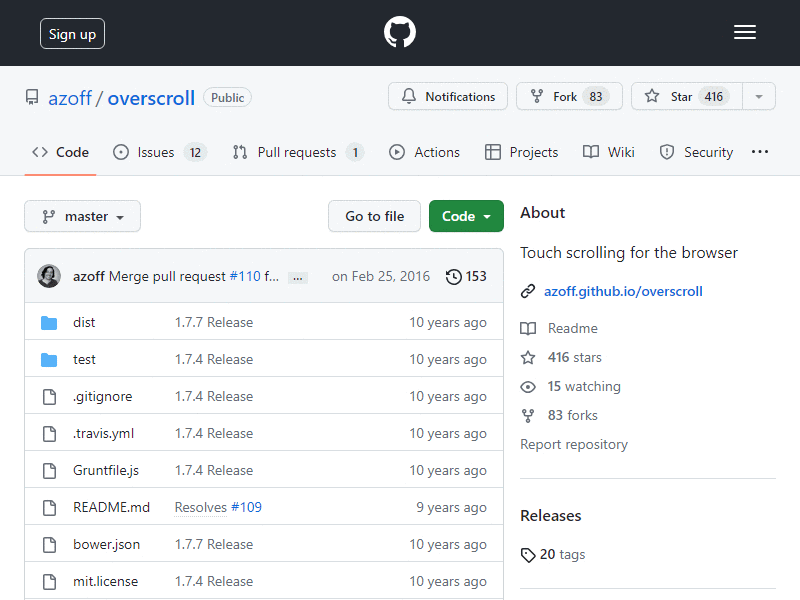 Sign up
azoff / overscroll Public
Notifications Fork 83 Star 416
Code Issues 12 Pull requests 1 Actions Projects Wiki Security ...
master Go to file Code
azoff Merge pull request #110 f... ... on Feb 25, 2016 153
dist 1.7.7 Release 10 years ago
test 1.7.4 Release 10 years ago
.gitignore 1.7.4 Release 10 years ago
.travis.yml 1.7.4 Release 10 years ago
Gruntfile.js 1.7.4 Release 10 years ago
README.md Resolves #109 9 years ago
bower.json 1.7.7 Release 10 years ago
mit.license 1.7.4 Release 10 years ago
About
Touch scrolling for the browser
azoff.github.io/overscroll
Readme
416 stars
15 watching
83 forks
Report repository
Releases
20 tags